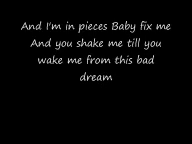 And I'm in pieces Baby fix me
And you shake me till you
wake me from this bad
dream